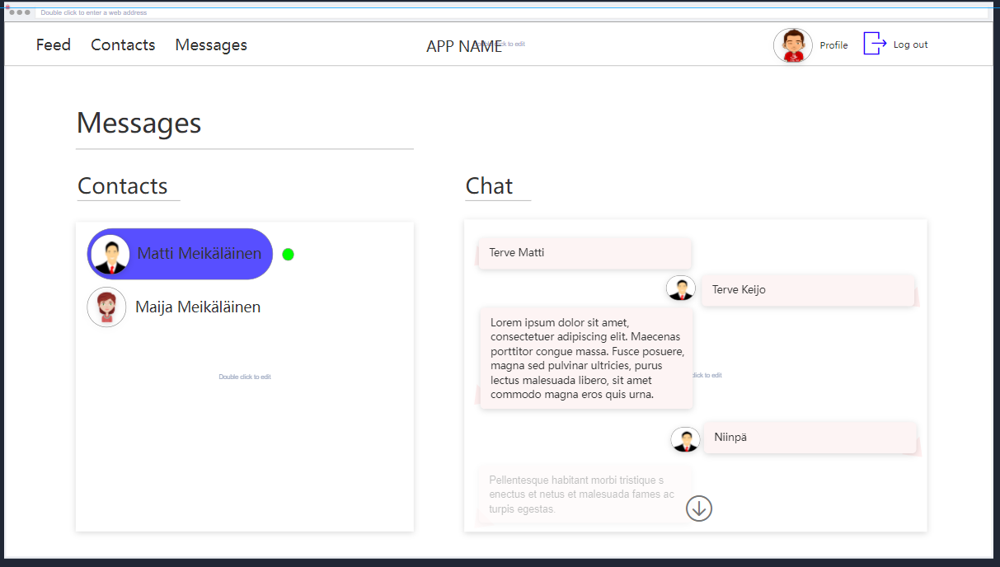 Double click to enter a web address
Feed
Contacts
Messages
APP NAME
click to edit
Profile
Log out
Messages
Contacts
Chat
Matti Meikäläinen
Maija Meikäläinen
Double click to edit
Terve Matti
Terve Keijo
Lorem ipsum dolor sit amet,
consectetuer adipiscing elit. Maecenas
porttitor congue massa. Fusce posuere,
magna sed pulvinar ultricies, purus
lectus malesuada libero, sit amet
commodo magna eros quis urna.
click to edit
Niinpä
Pellentesque habitant morbi tristique s
enectus et netus et malesuada fames ac
turpis egestas.